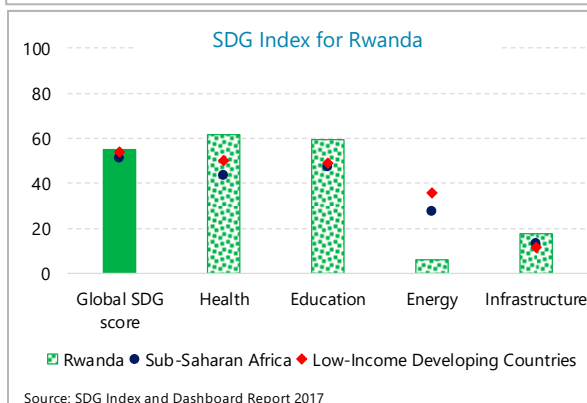 SDG Index for Rwanda
100
80
60
40
20
0
Global SDG
score
Health
Education
Energy
Infrastructure
Rwanda
Sub-Saharan Africa
Low-Income Developing Countries
Source: SDG Index and Dashboard Report 2017